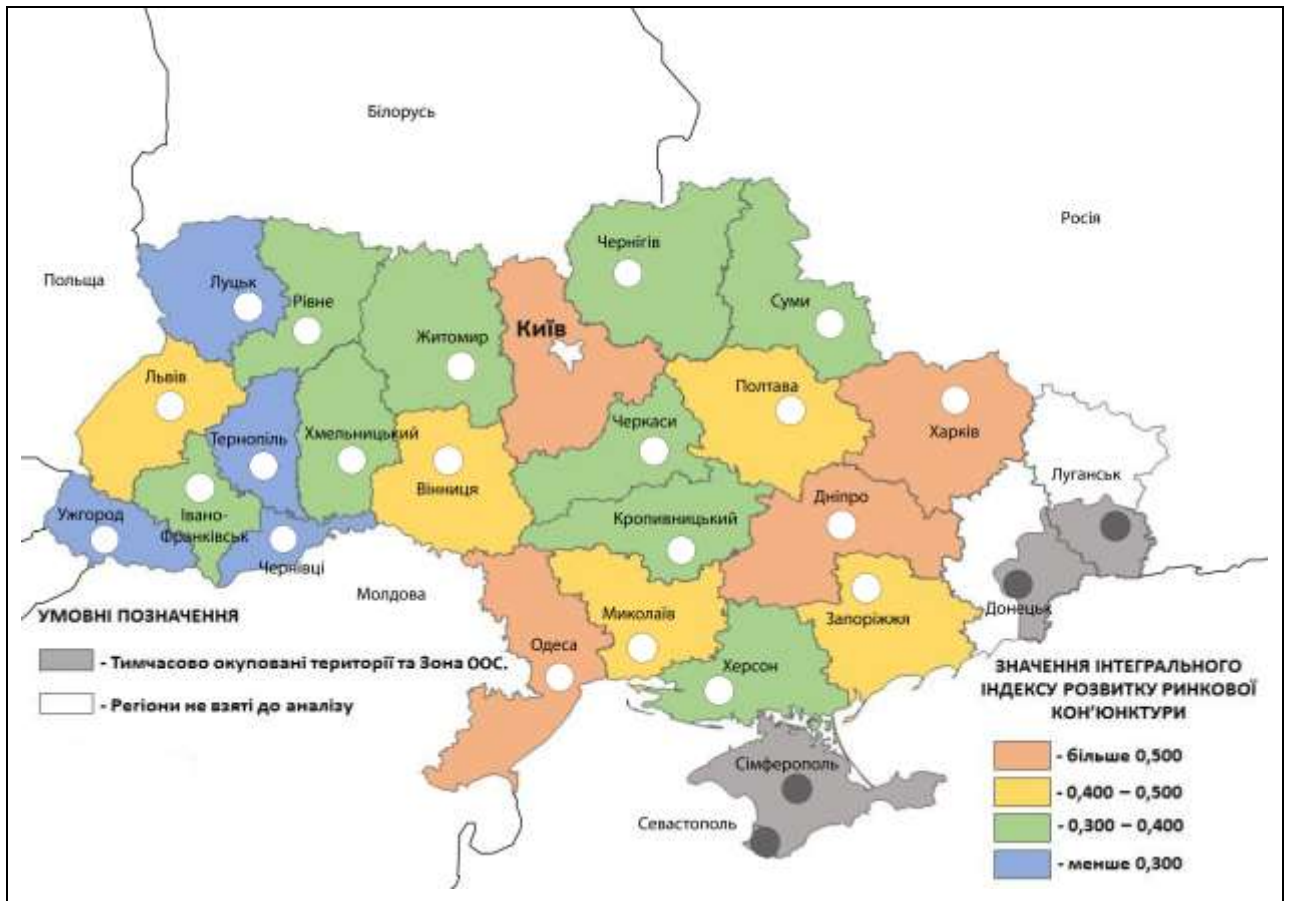 Білорусь
Росія
Польща
Чернігів
Луцьк
Рівне
Суми
Київ
Житомир
Львів
Полтава
Черкаси
Харків
Тернопіль
Хмельницький
Луганськ
Вінниця
Дніпро
Ужгород
Івано-
Франківськ
Кропивницький
Чернівці
Молдова
Донецьк
Миколаїв
Запоріжжя
Одеса
Херсон
Сімферополь
Севастополь
УМОВНІ ПОЗНАЧЕННЯ
- Тимчасово окуповані території та Зона ООС.
- Регіони не взяті до аналізу
ЗНАЧЕННЯ ІНТЕГРАЛЬНОГО
ІНДЕКСУ РОЗВИТКУ РИНКОВОЇ
КОН'ЮНКТУРИ
- більше 0,500
- 0,400 – 0,500
- 0,300 – 0,400
- менше 0,300